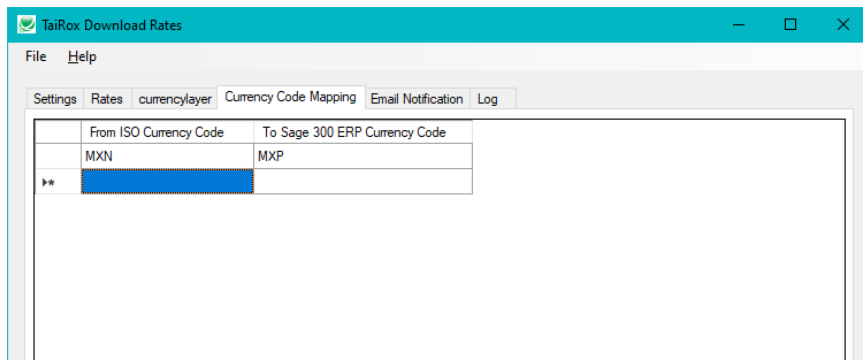 TaiRox Download Rates
File Help
Settings Rates currencylayer Currency Code Mapping Email Notification Log
From ISO Currency Code To Sage 300 ERP Currency Code
MXN MXP